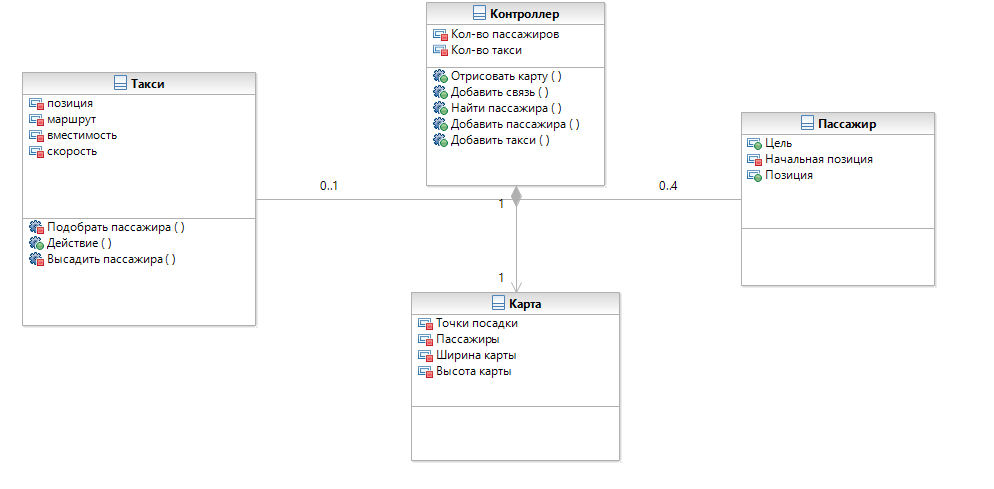 Контроллер
Кол-во пассажиров
Кол-во такси
Отрисовать карту ( )
Добавить связь ( )
Найти пассажира ( )
Добавить пассажира ( )
Добавить такси ( )
Такси
позиция
маршрут
вместимость
скорость
Подобрать пассажира ( )
Действие ( )
Высадить пассажира ( )
Пассажир
Цель
Начальная позиция
Позиция
0..1
0..4
1
1
Карта
Точки посадки
Пассажиры
Ширина карты
Высота карты